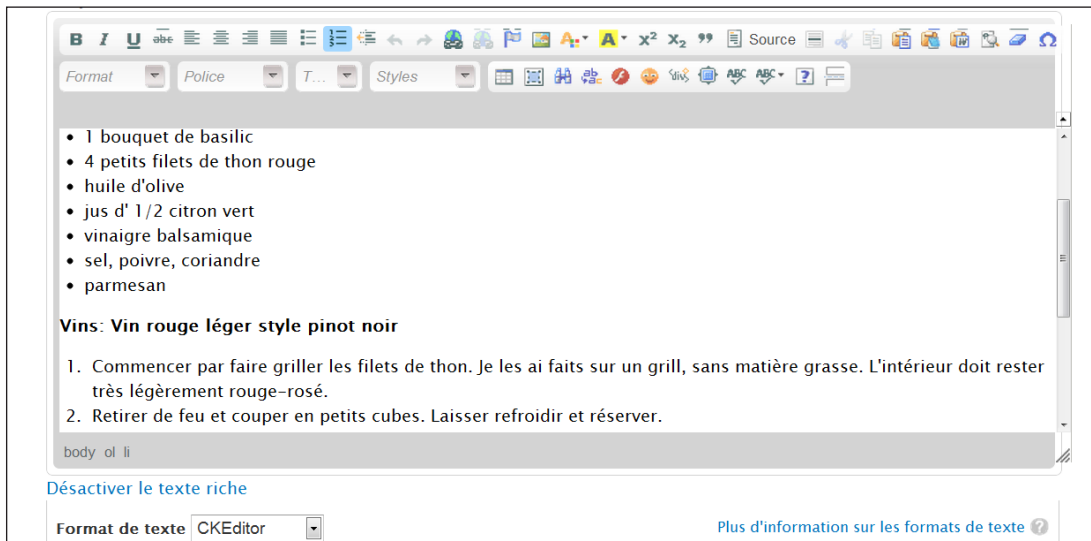 B I U abc Source
Format Police T... Styles
• 1 bouquet de basilic
• 4 petits filets de thon rouge
• huile d'olive
• jus d' 1/2 citron vert
• vinaigre balsamique
• sel, poivre, coriandre
• parmesan
Vins: Vin rouge léger style pinot noir
1. Commencer par faire griller les filets de thon. Je les ai faits sur un grill, sans matière grasse. L'intérieur doit rester
très légèrement rouge-rosé.
2. Retirer de feu et couper en petits cubes. Laisser refroidir et réserver.
body ol li
Désactiver le texte riche
Format de texte CKEditor Plus d'information sur les formats de texte ?